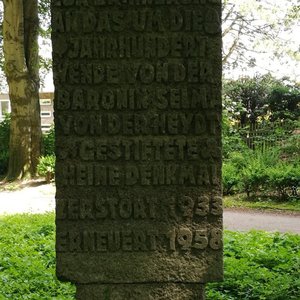 AN DAS UM DIE
JAHRHUNDERT
WENDE VON DER
BARONIN SELMA
VON DER HEYDT
GESTIFTETE
HEINE DENKMAL
ZERSTÖRT 1933
ERNEUERT 1958